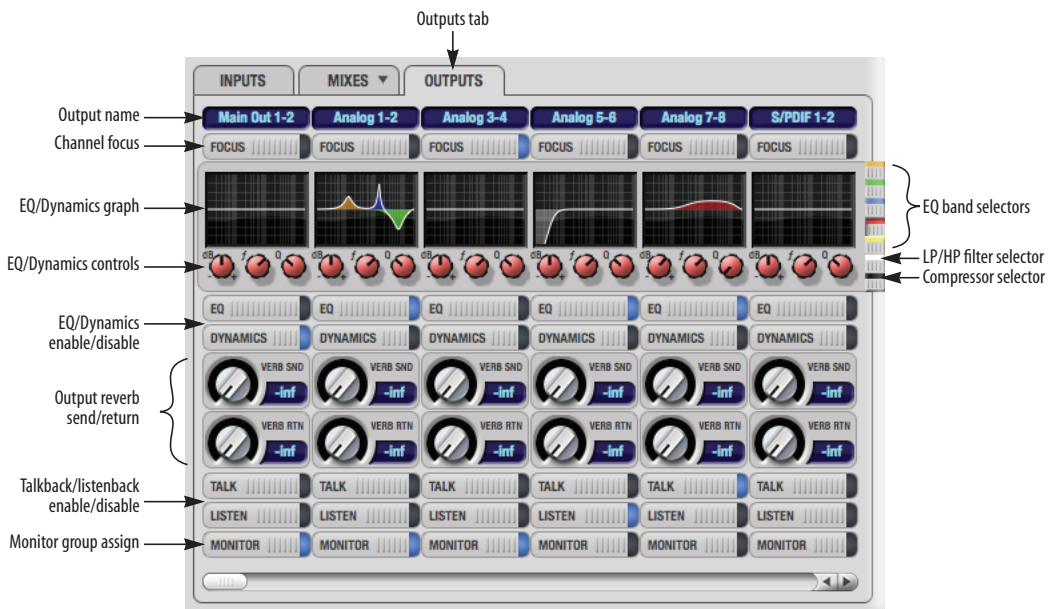 Outputs tab
INPUTS MIXES ▼ OUTPUTS
Output name
Main Out 1-2 Analog 1-2 Analog 3-4 Analog 5-6 Analog 7-8 S/PDIF 1-2
Channel focus
FOCUS FOCUS FOCUS FOCUS FOCUS FOCUS
EQ/Dynamics graph
EQ band selectors
EQ/Dynamics controls
dB f Q dB f Q dB f Q dB f Q dB f Q dB f Q
- + - + - + - + - + - +
LP/HP filter selector
Compressor selector
EQ/Dynamics
enable/disable
EQ EQ EQ EQ EQ EQ
DYNAMICS DYNAMICS DYNAMICS DYNAMICS DYNAMICS DYNAMICS
Output reverb
send/return
VERB SND VERB SND VERB SND VERB SND VERB SND VERB SND
-inf -inf -inf -inf -inf -inf
VERB RTN VERB RTN VERB RTN VERB RTN VERB RTN VERB RTN
-inf -inf -inf -inf -inf -inf
Talkback/listenback
enable/disable
TALK TALK TALK TALK TALK TALK
LISTEN LISTEN LISTEN LISTEN LISTEN LISTEN
Monitor group assign
MONITOR MONITOR MONITOR MONITOR MONITOR MONITOR